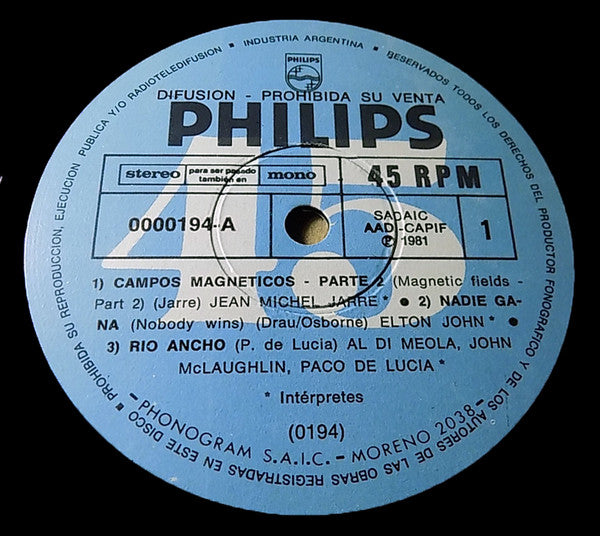 INDUSTRIA ARGENTINA
RESERVADOS TODOS LOS DERECHOS DEL PRODUCTOR FONOGRAFICO Y DE LOS AUTORES DE LAS OBRAS REGISTRADAS EN ESTE DISCO • PROHIBIDA SU REPRODUCCION, EJECUCION PUBLICA Y/O RADIOTELEDIFUSION •
PHILIPS
DIFUSION - PROHIBIDA SU VENTA
PHILIPS
45
stereo para ser pasado también en mono 45 RPM
0000194-A SADAIC AADI-CAPIF ℗ 1981 1
1) CAMPOS MAGNETICOS - PARTE 2 (Magnetic fields -
Part 2) (Jarre) JEAN MICHEL JARRE * ● 2) NADIE GA-
NA (Nobody wins) (Drau/Osborne) ELTON JOHN * ●
3) RIO ANCHO (P. de Lucia) AL DI MEOLA, JOHN
McLAUGHLIN, PACO DE LUCIA *
* Intérpretes
(0194)
-PHONOGRAM S.A.I.C.- MORENO 2038-